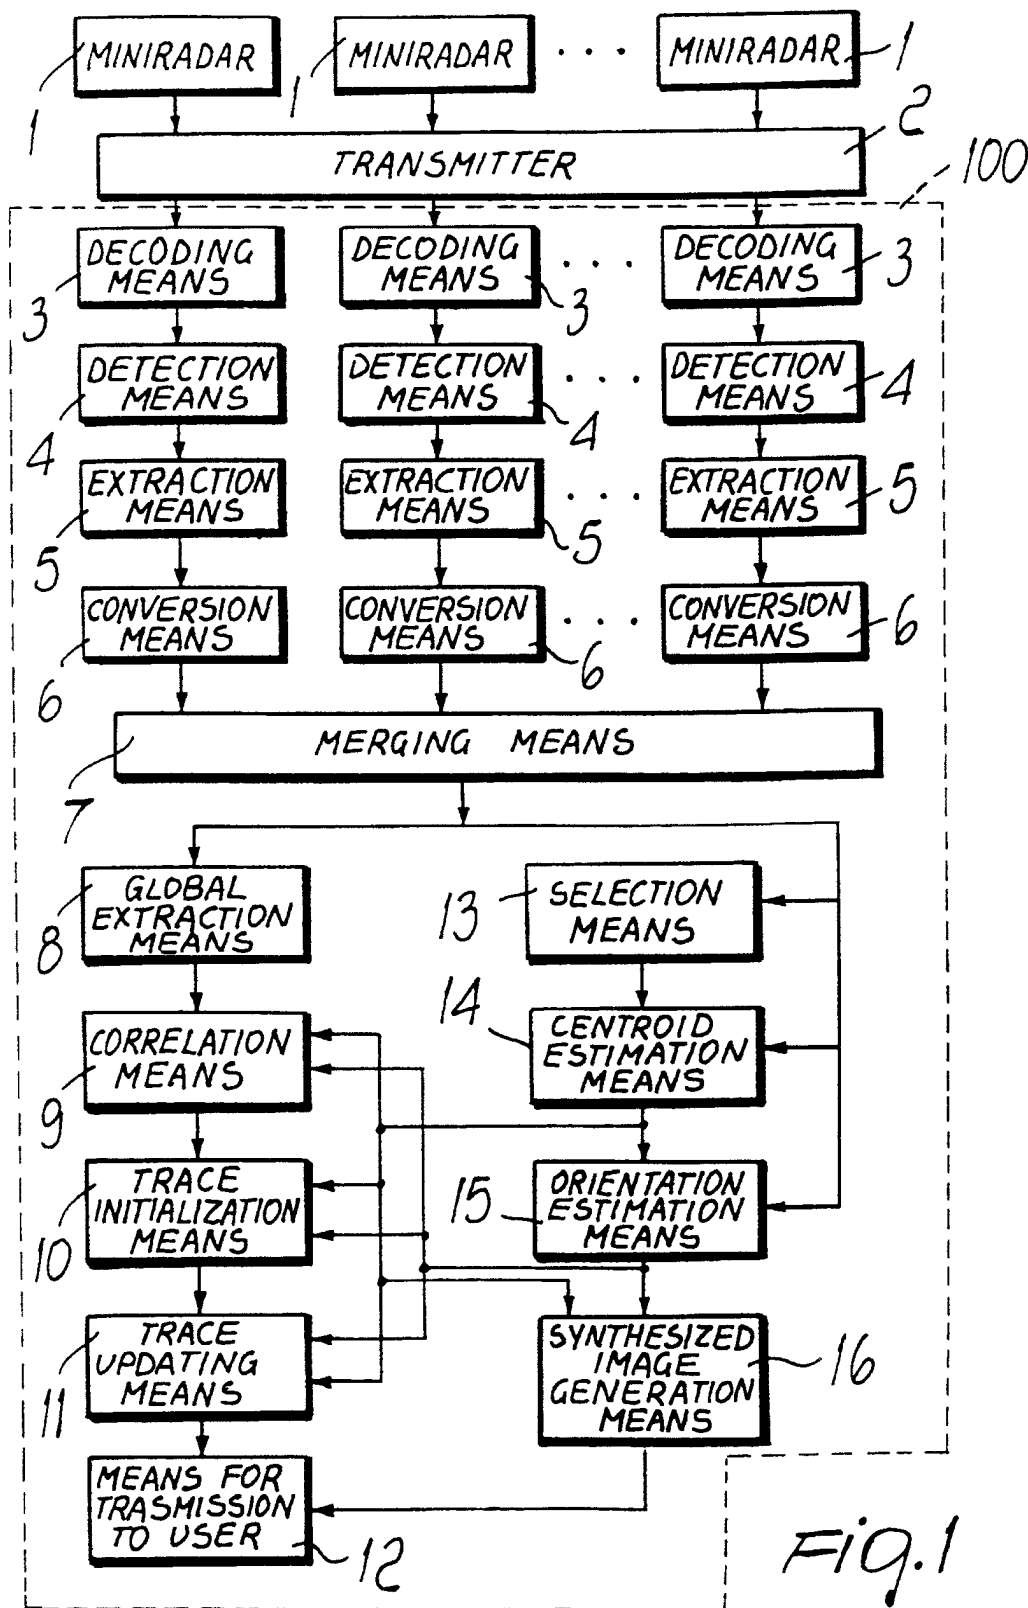 MINIRADAR MINIRADAR . . . MINIRADAR 1
1 1
2
TRANSMITTER
100
DECODING MEANS
3
DECODING MEANS
3
. . .
DECODING MEANS
3
DETECTION MEANS
4
DETECTION MEANS
4
. . .
DETECTION MEANS
4
EXTRACTION MEANS
5
EXTRACTION MEANS
5
. . .
EXTRACTION MEANS
5
CONVERSION MEANS
6
CONVERSION MEANS
6
. . .
CONVERSION MEANS
6
MERGING MEANS
7
GLOBAL
EXTRACTION
MEANS
8
13
SELECTION
MEANS
CORRELATION
MEANS
9
14
CENTROID
ESTIMATION
MEANS
TRACE
INITIALIZATION
MEANS
10
15
ORIENTATION
ESTIMATION
MEANS
TRACE
UPDATING
MEANS
11
SYNTHESIZED
IMAGE
GENERATION
MEANS
16
MEANS FOR
TRASMISSION
TO USER
12
Fig.1